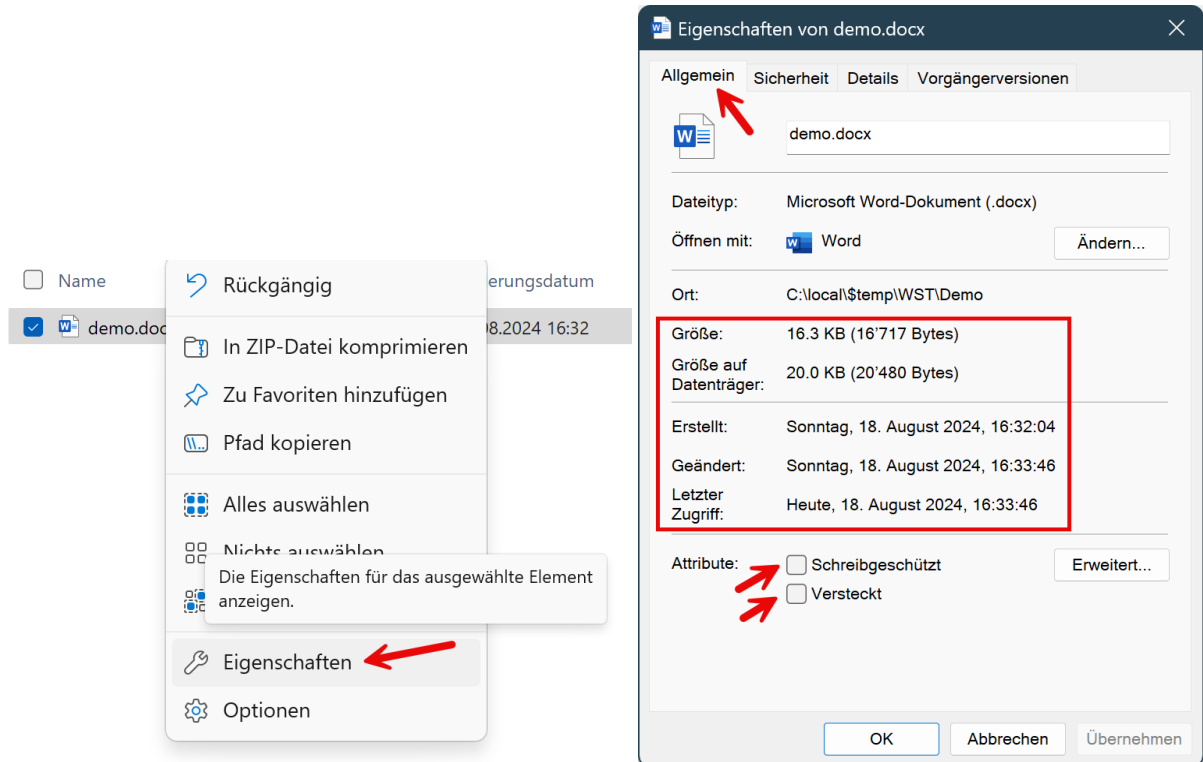 Name
erungsdatum
demo.doc
08.2024 16:32
Rückgängig
In ZIP-Datei komprimieren
Zu Favoriten hinzufügen
Pfad kopieren
Alles auswählen
Nichts auswählen
Die Eigenschaften für das ausgewählte Element
anzeigen.
Eigenschaften
Optionen
Eigenschaften von demo.docx
Allgemein Sicherheit Details Vorgängerversionen
demo.docx
Dateityp: Microsoft Word-Dokument (.docx)
Öffnen mit: Word Ändern...
Ort: C:\local\$temp\WST\Demo
Größe: 16.3 KB (16'717 Bytes)
Größe auf
Datenträger: 20.0 KB (20'480 Bytes)
Erstellt: Sonntag, 18. August 2024, 16:32:04
Geändert: Sonntag, 18. August 2024, 16:33:46
Letzter
Zugriff: Heute, 18. August 2024, 16:33:46
Attribute: Schreibgeschützt Erweitert...
Versteckt
OK Abbrechen Übernehmen